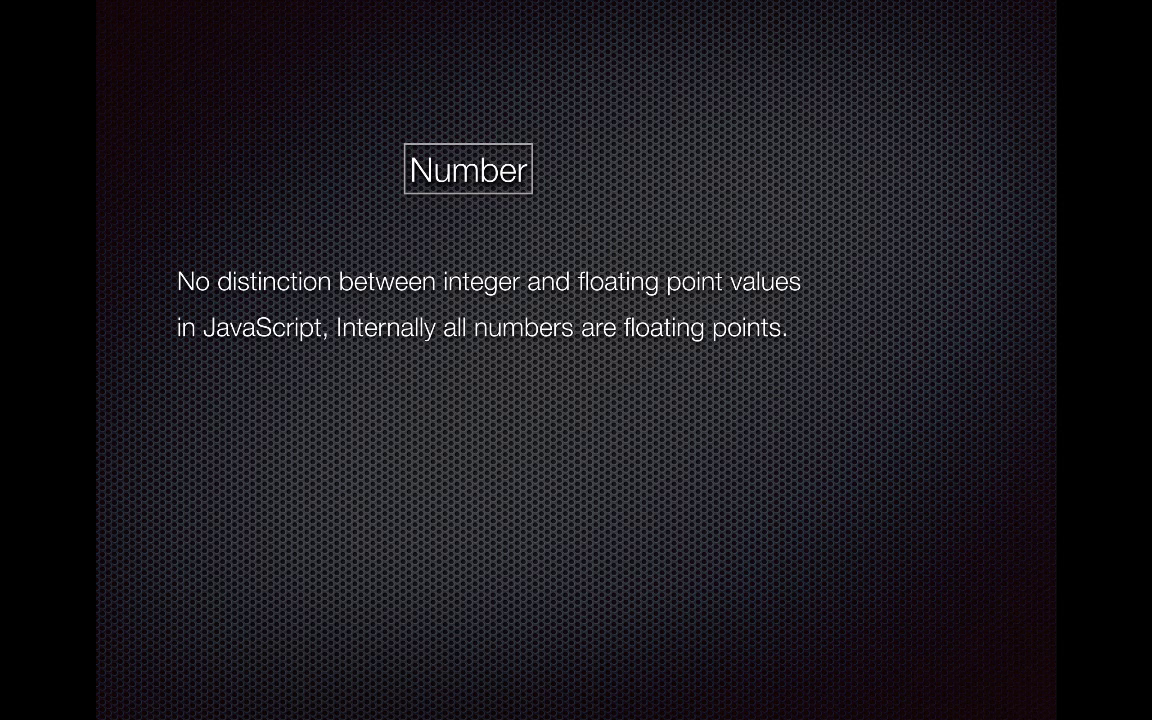 Number
No distinction between integer and floating point values
in JavaScript, Internally all numbers are floating points.